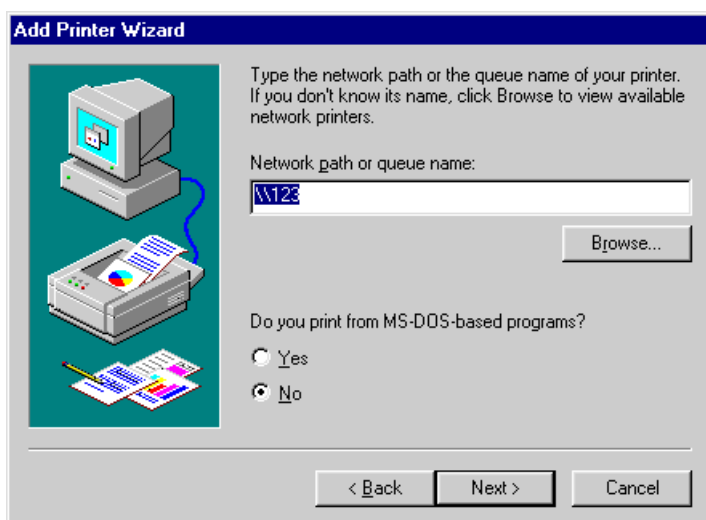 Add Printer Wizard
Type the network path or the queue name of your printer.
If you don't know its name, click Browse to view available
network printers.
Network path or queue name:
\\123
Browse...
Do you print from MS-DOS-based programs?
Yes
No
< Back
Next >
Cancel